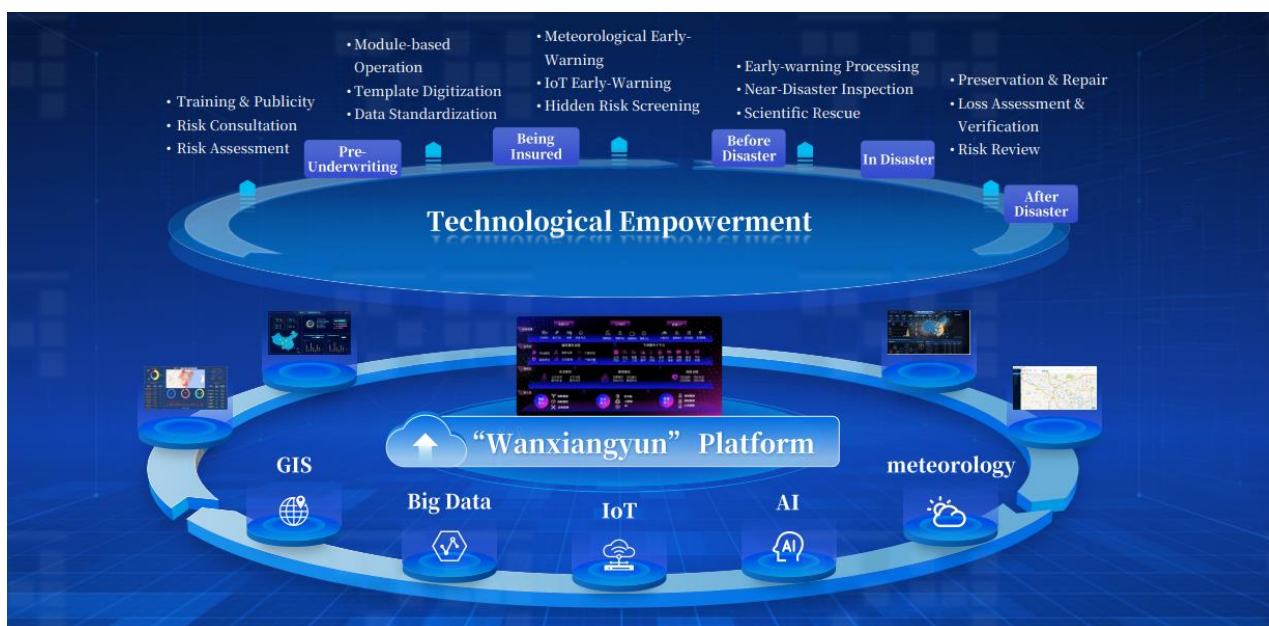 • Training & Publicity
• Risk Consultation
• Risk Assessment
• Module-based
Operation
• Template Digitization
• Data Standardization
• Meteorological Early-
Warning
• IoT Early-Warning
• Hidden Risk Screening
• Early-warning Processing
• Near-Disaster Inspection
• Scientific Rescue
• Preservation & Repair
• Loss Assessment &
Verification
• Risk Review
Pre-
Underwriting
Being
Insured
Before
Disaster
In Disaster
After
Disaster
Technological Empowerment
“Wanxiangyun” Platform
GIS
Big Data
IoT
AI
meteorology
AI